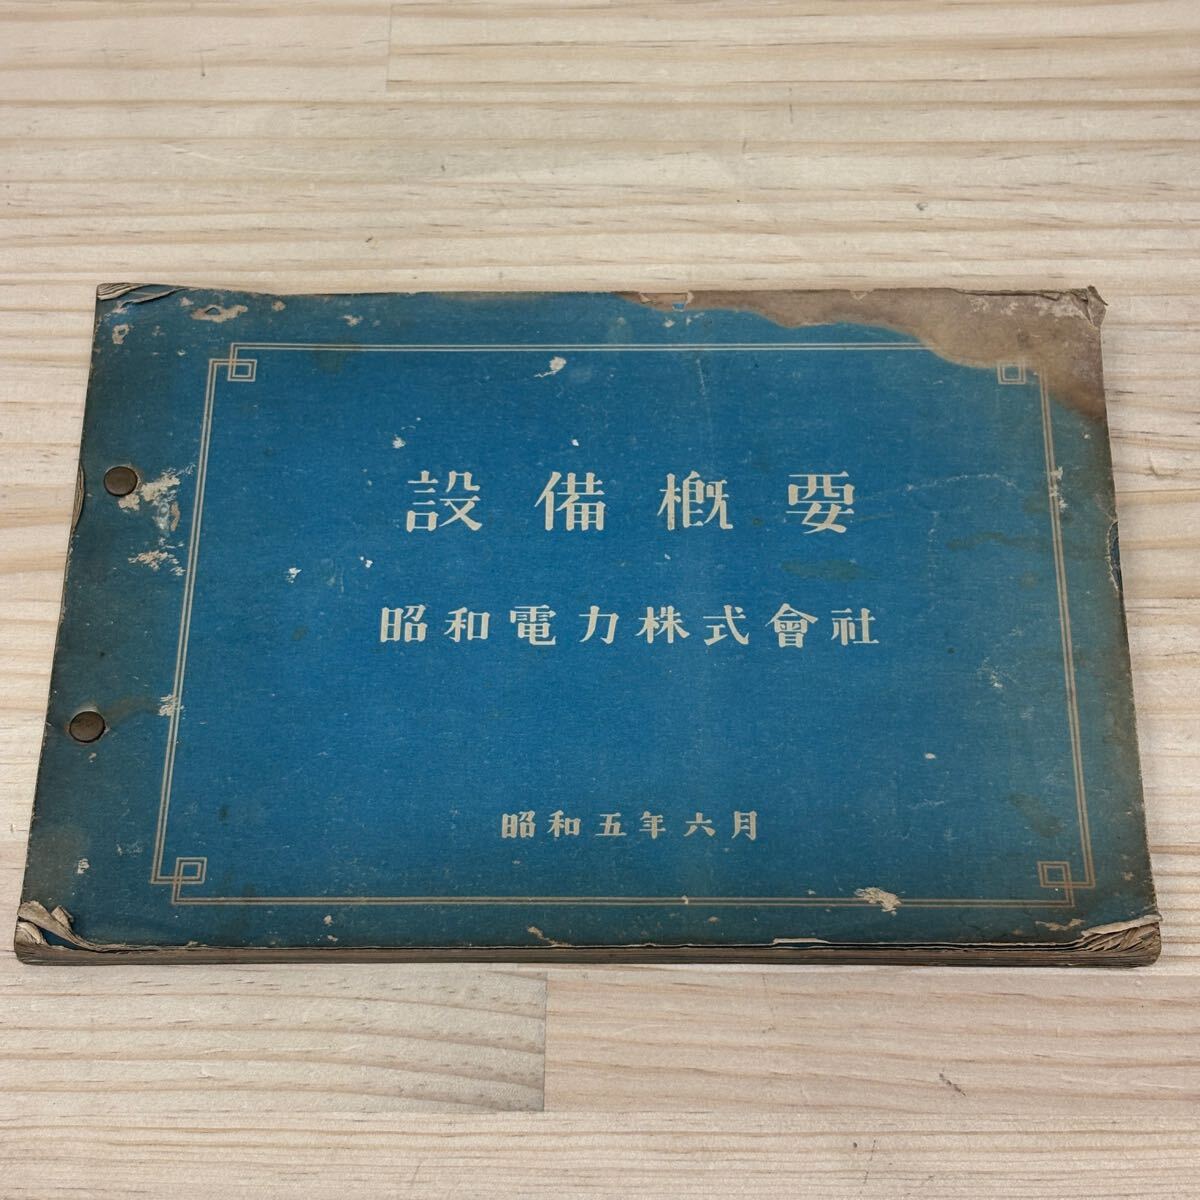 設備概要
昭和電力株式會社
昭和五年六月